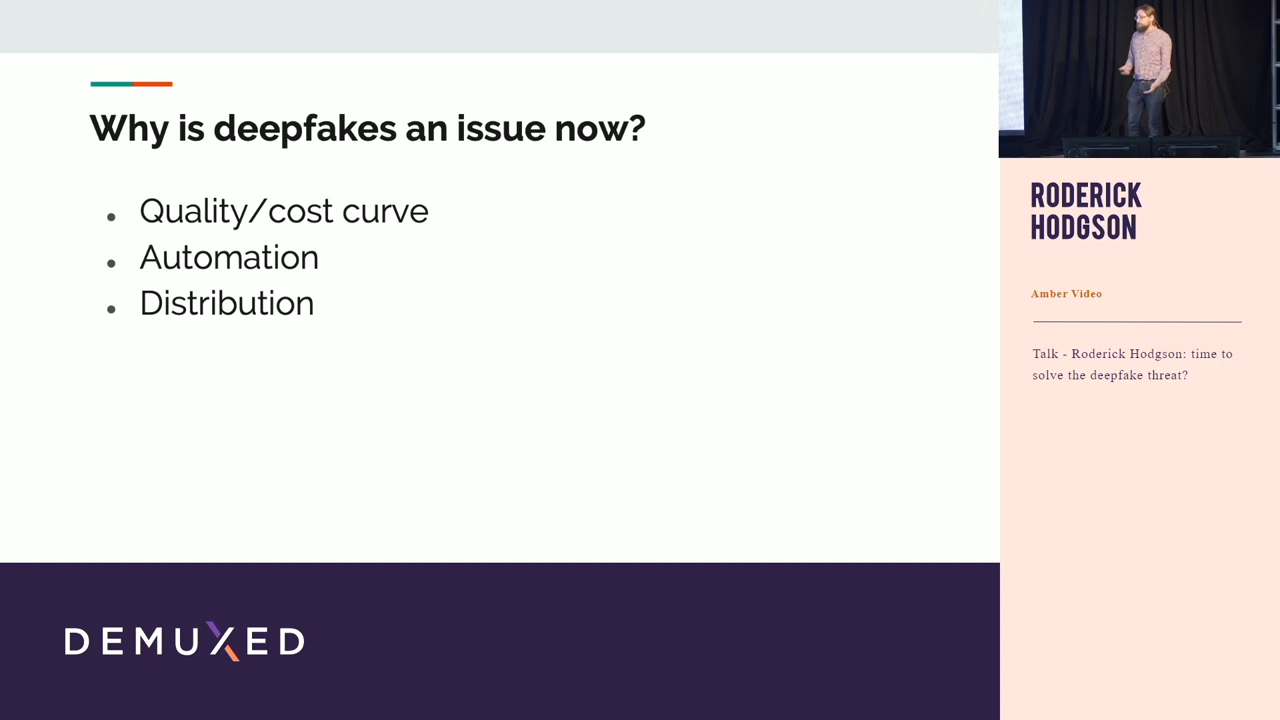 Why is deepfakes an issue now?
Quality/cost curve
Automation
Distribution
DEMUXED
RODERICK
HODGSON
Amber Video
Talk - Roderick Hodgson: time to
solve the deepfake threat?